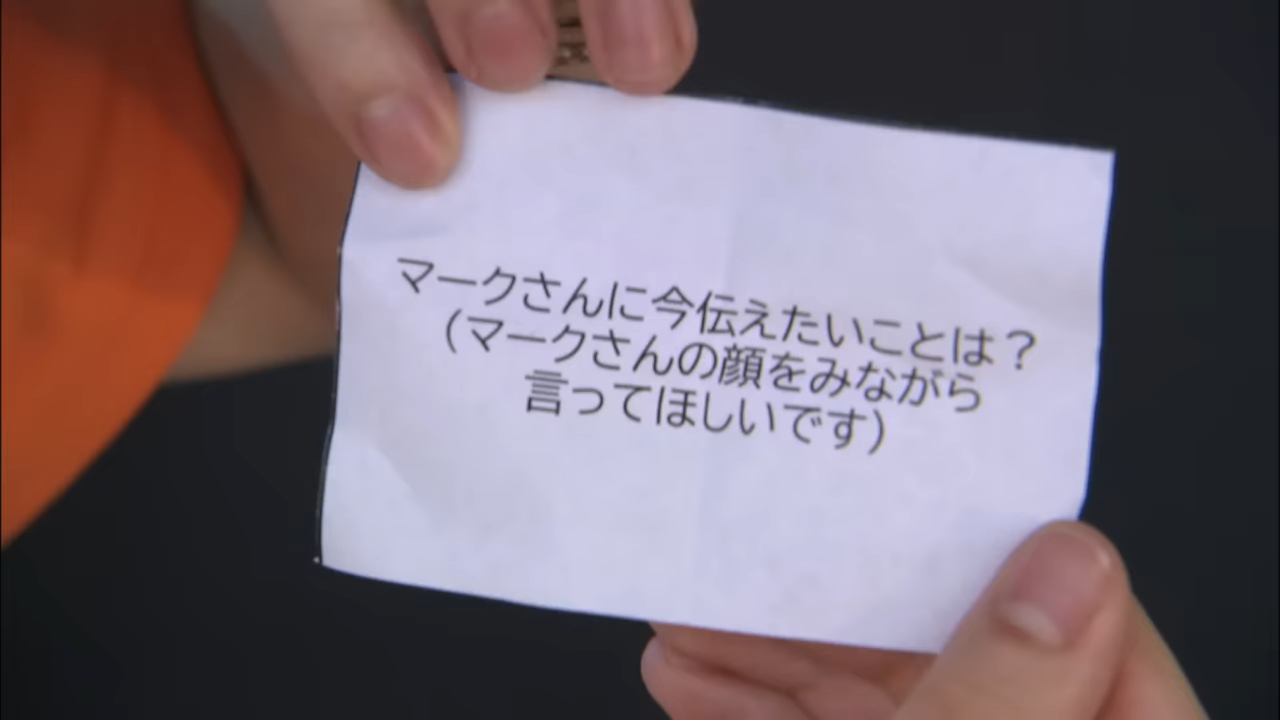 マークさんに今伝えたいことは？
（マークさんの顔をみながら
言ってほしいです）